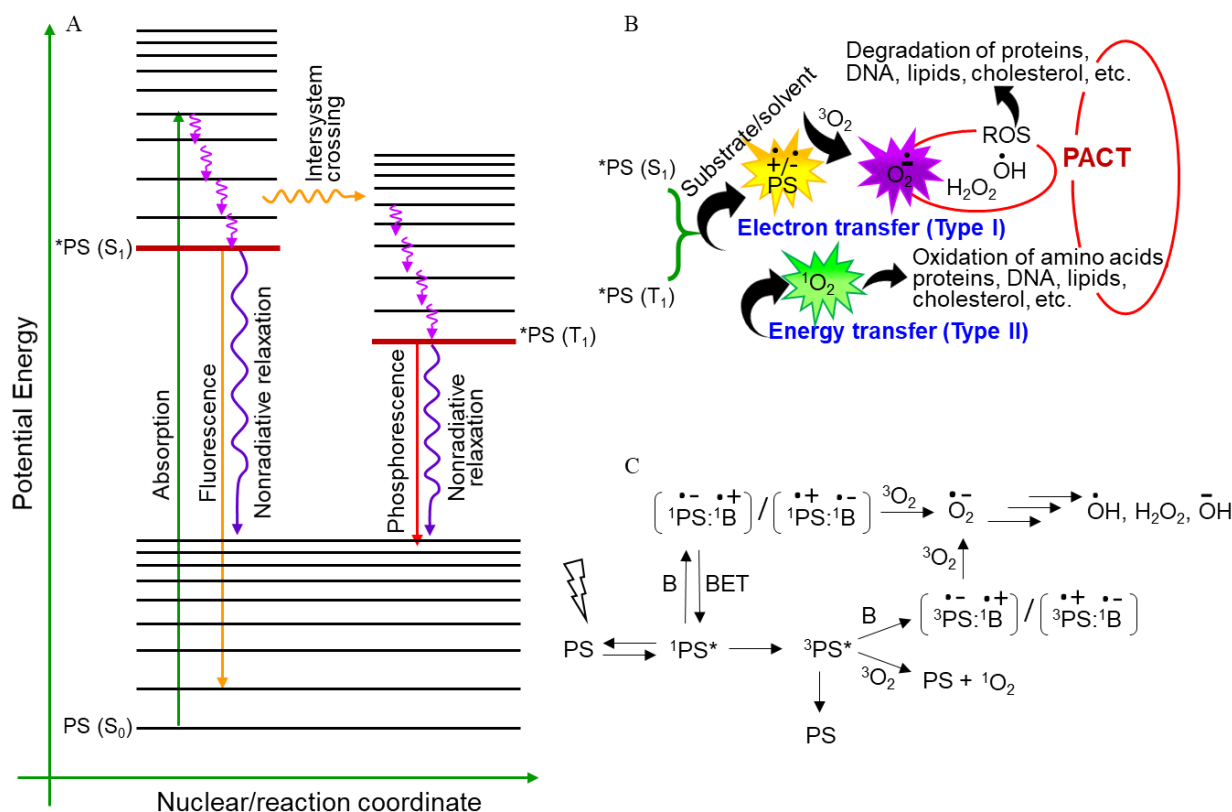 A
Potential Energy
Intersystem
crossing
*PS (S₁)
*PS (T₁)
Absorption
Fluorescence
Nonradiative relaxation
Phosphorescence
Nonradiative
relaxation
PS (S₀)
Nuclear/reaction coordinate
B
Degradation of proteins,
DNA, lipids, cholesterol, etc.
Substrate/solvent
³O₂
ROS
•OH
H₂O₂
PACT
*PS (S₁)
•+/•-
PS
O₂•-
Electron transfer (Type I)
*PS (T₁)
¹O₂
Oxidation of amino acids,
proteins, DNA, lipids,
cholesterol, etc.
Energy transfer (Type II)
C
(¹PS•-:¹B•+) / (¹PS•+:¹B•-)
³O₂
O₂•-
•OH, H₂O₂, -OH
B
BET
³O₂
(³PS•-:¹B•+) / (³PS•+:¹B•-)
B
PS
¹PS*
³PS*
³O₂
PS + ¹O₂
PS